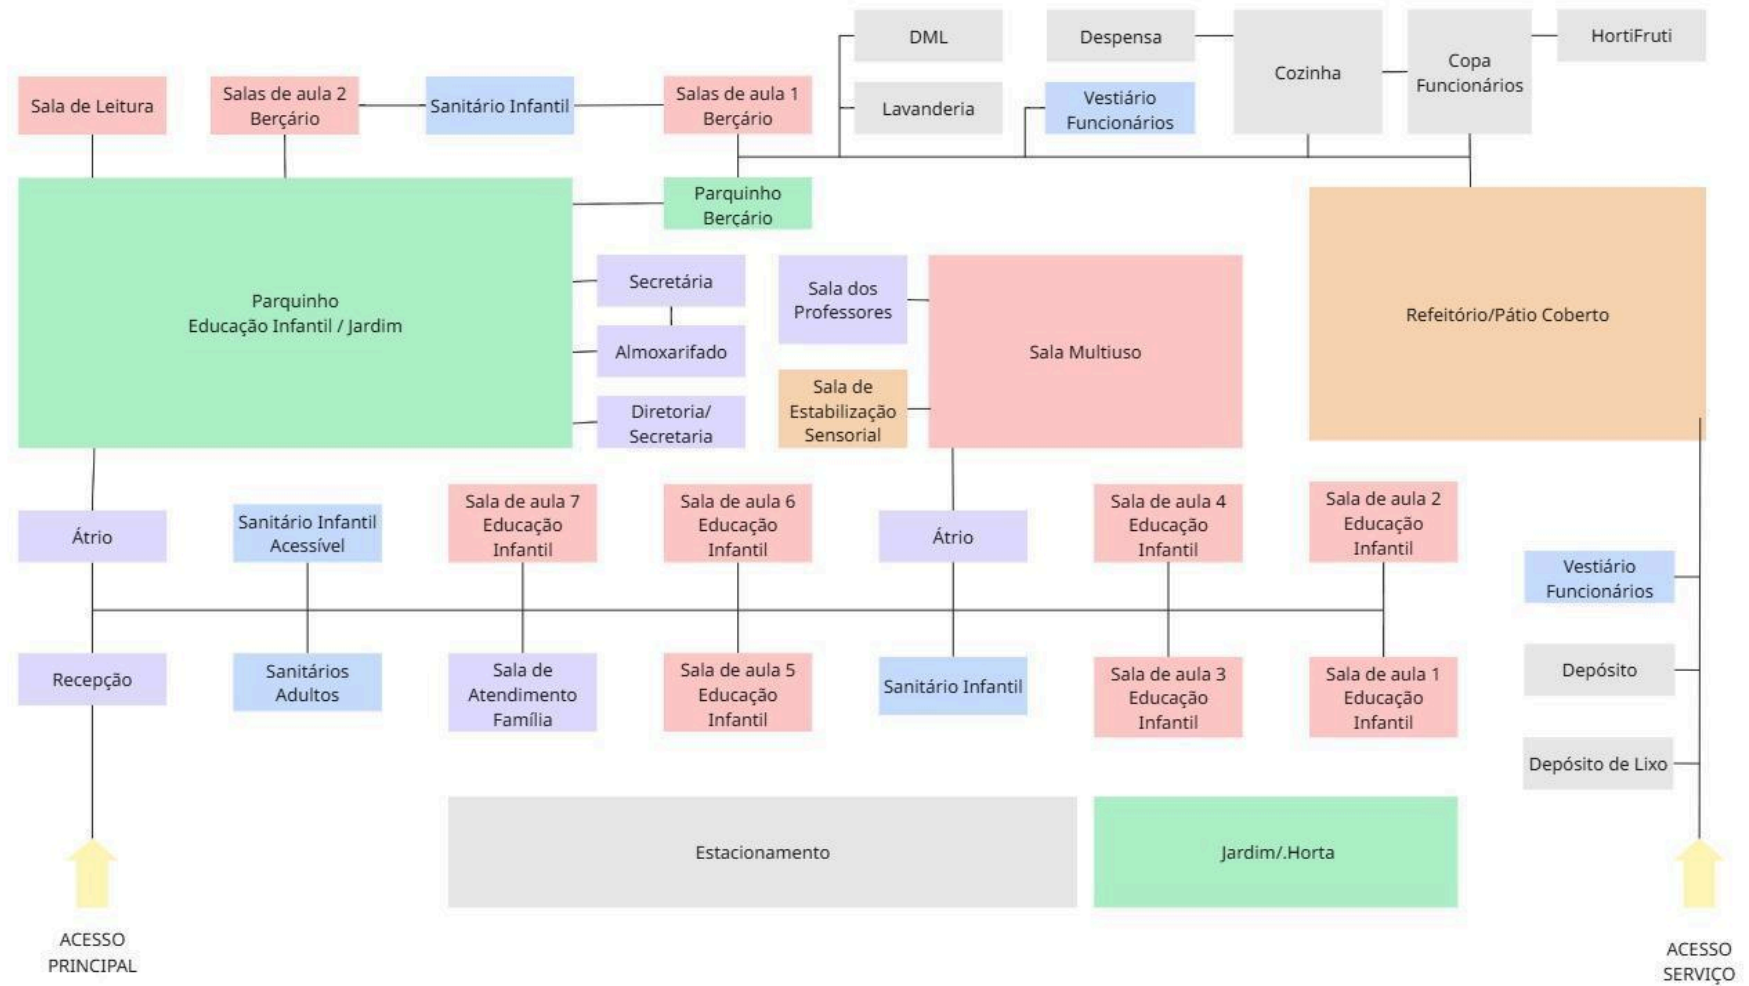 DML
Despensa
Cozinha
Copa
Funcionários
HortiFruti
Sala de Leitura
Salas de aula 2
Berçário
Sanitário Infantil
Salas de aula 1
Berçário
Lavanderia
Vestiário
Funcionários
Parquinho
Berçário
Parquinho
Educação Infantil / Jardim
Secretária
Almoxarifado
Diretoria/
Secretaria
Sala dos
Professores
Sala de
Estabilização
Sensorial
Sala Multiuso
Refeitório/Pátio Coberto
Átrio
Sanitário Infantil
Acessível
Sala de aula 7
Educação
Infantil
Sala de aula 6
Educação
Infantil
Átrio
Sala de aula 4
Educação
Infantil
Sala de aula 2
Educação
Infantil
Vestiário
Funcionários
Recepção
Sanitários
Adultos
Sala de
Atendimento
Família
Sala de aula 5
Educação
Infantil
Sanitário Infantil
Sala de aula 3
Educação
Infantil
Sala de aula 1
Educação
Infantil
Depósito
Depósito de Lixo
Estacionamento
Jardim/.Horta
ACESSO
PRINCIPAL
ACESSO
SERVIÇO